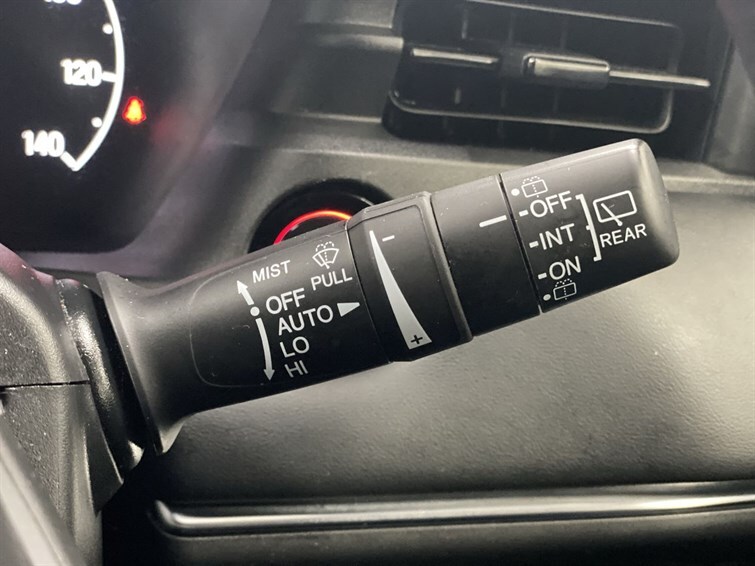 120
140
MIST
PULL
OFF
AUTO
LO
HI
-
+
OFF
INT
ON
REAR